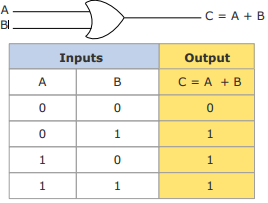 A
C = A + B
B
Inputs Output
A B C = A + B
0 0 0
0 1 1
1 0 1
1 1 1